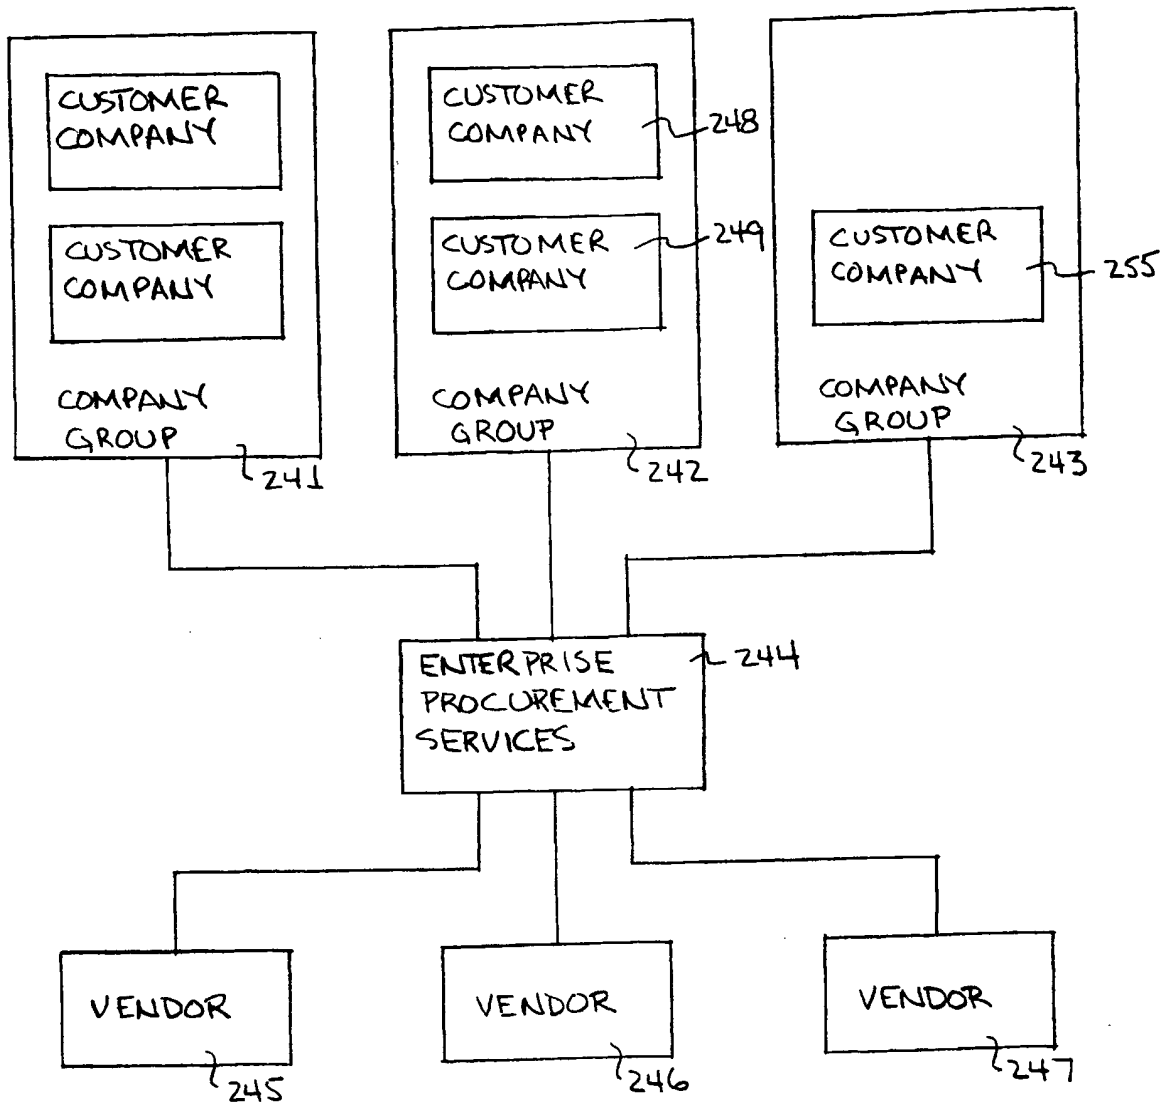 CUSTOMER
COMPANY
CUSTOMER
COMPANY
COMPANY
GROUP
241
CUSTOMER
COMPANY
248
CUSTOMER
COMPANY
249
COMPANY
GROUP
242
CUSTOMER
COMPANY
255
COMPANY
GROUP
243
ENTERPRISE
PROCUREMENT
SERVICES
244
VENDOR
245
VENDOR
246
VENDOR
247